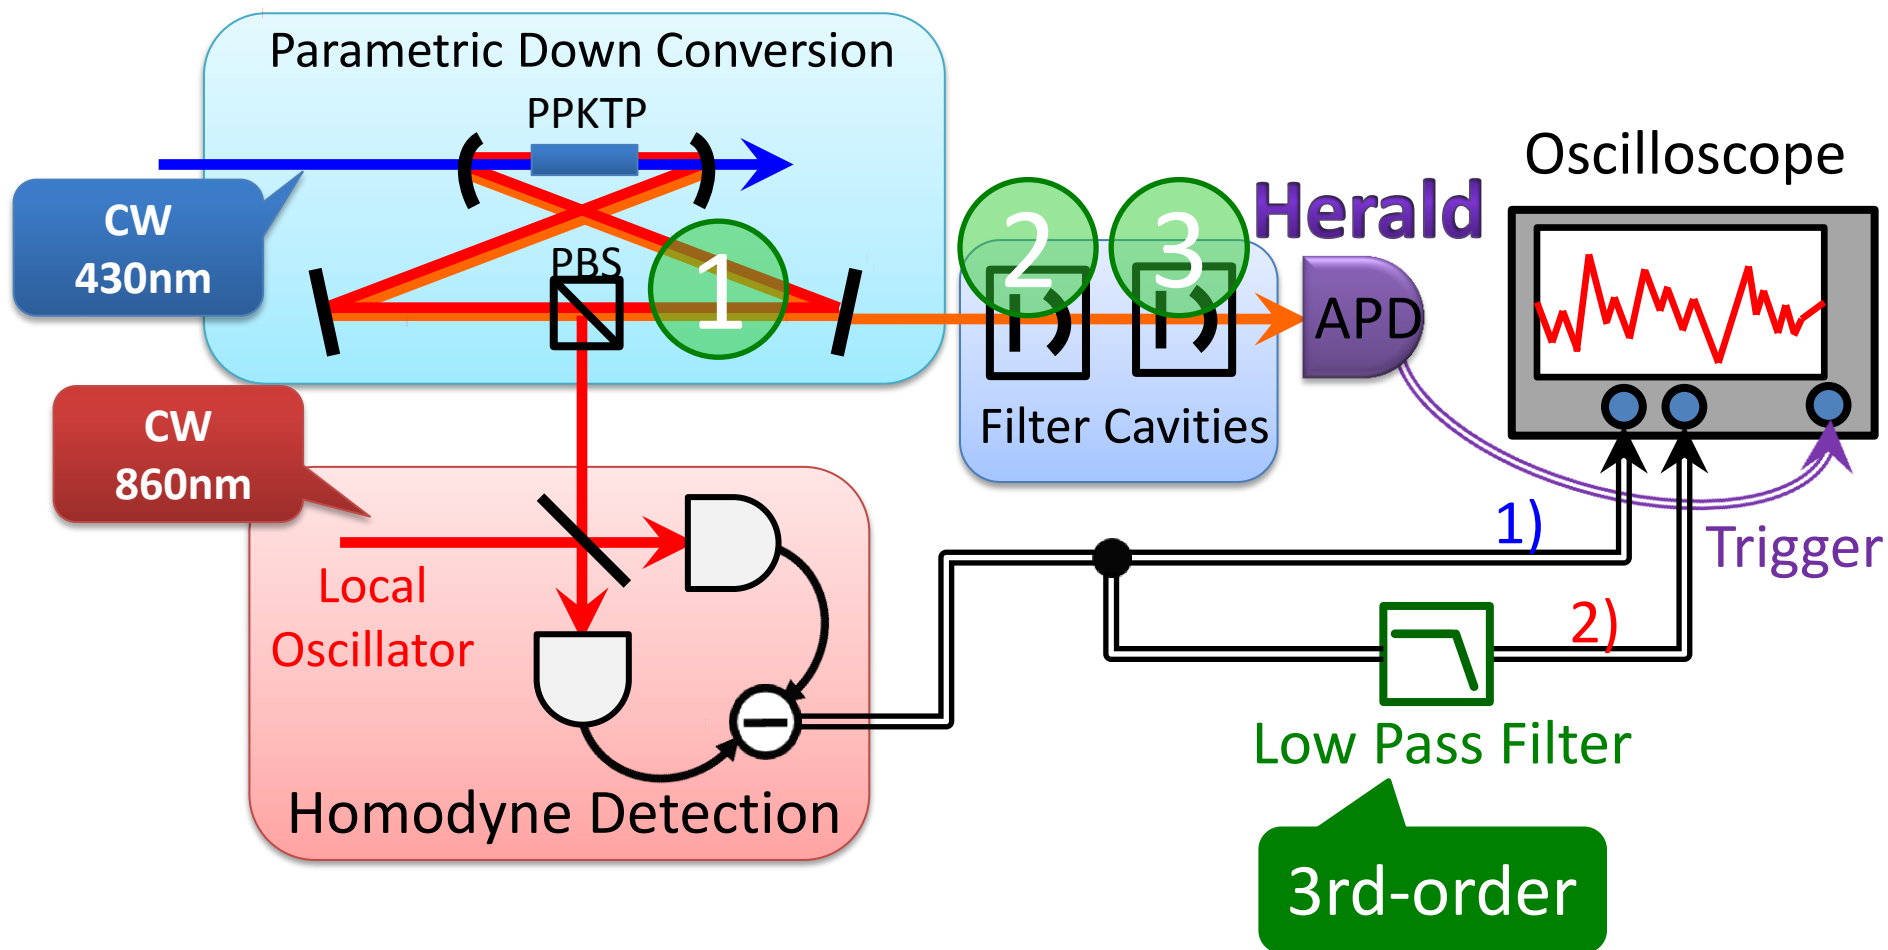 Parametric Down Conversion
PPKTP
CW
430nm
PBS
1
2
3
Herald
APD
Filter Cavities
Oscilloscope
CW
860nm
Local
Oscillator
Homodyne Detection
1)
Trigger
2)
Low Pass Filter
3rd-order